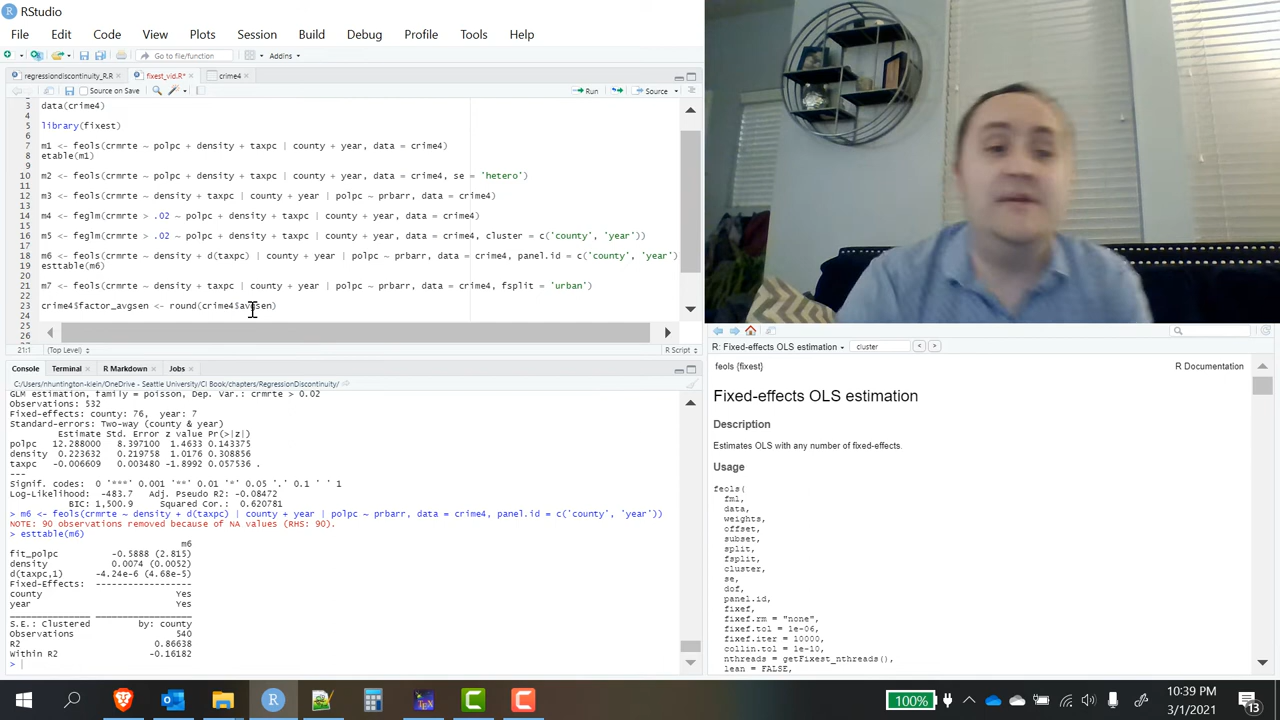 RStudio
File Edit Code View Plots Session Build Debug Profile Tools Help
Go to file/function Addins
regressiondiscontinuity_R.R fixest_vid.R* crime4
Source on Save Run Source
3 data(crime4)
4
5 library(fixest)
6
m1 <- feols(crmrte ~ polpc + density + taxpc | county + year, data = crime4)
8 etable(m1)
9
10 m2 <- feols(crmrte ~ polpc + density + taxpc | county + year, data = crime4, se = 'hetero')
11
12 m3 <- feols(crmrte ~ density + taxpc | county + year | polpc ~ prbarr, data = crime4)
13
14 m4 <- feglm(crmrte > .02 ~ polpc + density + taxpc | county + year, data = crime4)
15
16 m5 <- feglm(crmrte > .02 ~ polpc + density + taxpc | county + year, data = crime4, cluster = c('county', 'year'))
17
18 m6 <- feols(crmrte ~ density + d(taxpc) | county + year | polpc ~ prbarr, data = crime4, panel.id = c('county', 'year')
19 esttable(m6)
20
21 m7 <- feols(crmrte ~ density + taxpc | county + year | polpc ~ prbarr, data = crime4, fsplit = 'urban')
22
23 crime4$factor_avgsen <- round(crime4$avgsen)
24
21:1 (Top Level) R Script
Console Terminal R Markdown Jobs
C:/Users/nhuntington-klein/OneDrive - Seattle University/CI Book/chapters/RegressionDiscontinuity/
GLM estimation, family = poisson, Dep. Var.: crmrte > 0.02
Observations: 532
Fixed-effects: county: 76, year: 7
Standard-errors: Two-way (county & year)
Estimate Std. Error z value Pr(>|z|)
polpc 12.288000 8.397100 1.4633 0.143375
density 0.223632 0.219758 1.0176 0.308856
taxpc -0.006609 0.003480 -1.8992 0.057536 .
---
Signif. codes: 0 '***' 0.001 '**' 0.01 '*' 0.05 '.' 0.1 ' ' 1
Log-Likelihood: -483.7 Adj. Pseudo R2: -0.08472
BIC: 1,500.9 Squared Cor.: 0.620781
> m6 <- feols(crmrte ~ density + d(taxpc) | county + year | polpc ~ prbarr, data = crime4, panel.id = c('county', 'year'))
NOTE: 90 observations removed because of NA values (RHS: 90).
> esttable(m6)
m6
fit_polpc -0.5888 (2.815)
density 0.0074 (0.0052)
d(taxpc,1) -4.24e-6 (4.68e-5)
Fixed-Effects: ------------------
county Yes
year Yes
S.E.: Clustered by: county
Observations 540
R2 0.86638
within R2 -0.16182
>
R: Fixed-effects OLS estimation cluster
feols {fixest} R Documentation
Fixed-effects OLS estimation
Description
Estimates OLS with any number of fixed-effects.
Usage
feols(
fml,
data,
weights,
offset,
subset,
split,
fsplit,
cluster,
se,
dof,
panel.id,
fixef,
fixef.rm = "none",
fixef.tol = 1e-06,
fixef.iter = 10000,
collin.tol = 1e-10,
nthreads = getFixest_nthreads(),
lean = FALSE,
100%
10:39 PM
3/1/2021
13